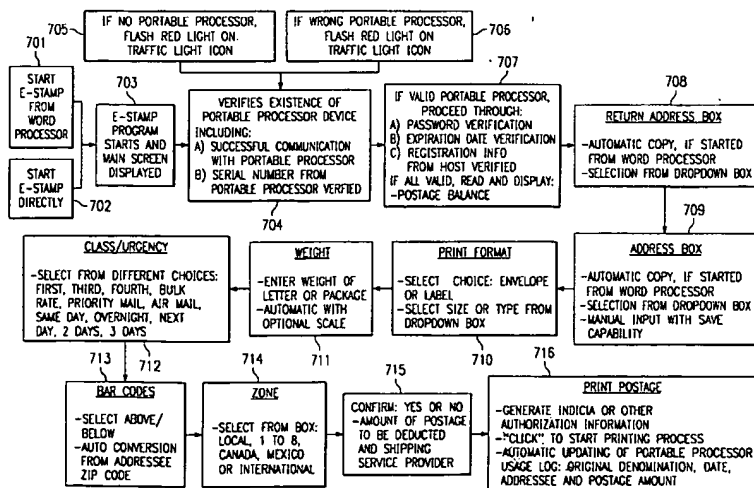 705
IF NO PORTABLE PROCESSOR,
FLASH RED LIGHT ON
TRAFFIC LIGHT ICON
IF WRONG PORTABLE PROCESSOR,
FLASH RED LIGHT ON
TRAFFIC LIGHT ICON
706
701
START
E-STAMP
FROM
WORD
PROCESSOR
START
E-STAMP
DIRECTLY
702
703
E-STAMP
PROGRAM
STARTS AND
MAIN SCREEN
DISPLAYED
VERIFIES EXISTENCE OF
PORTABLE PROCESSOR DEVICE
INCLUDING:
A) SUCCESSFUL COMMUNICATION
WITH PORTABLE PROCESSOR
B) SERIAL NUMBER FROM
PORTABLE PROCESSOR VERFIED
704
707
IF VALID PORTABLE PROCESSOR,
PROCEED THROUGH:
A) PASSWORD VERIFICATION
B) EXPIRATION DATE VERIFICATION
C) REGISTRATION INFO
FROM HOST VERIFIED
IF ALL VALID, READ AND DISPLAY:
-POSTAGE BALANCE
708
RETURN ADDRESS BOX
-AUTOMATIC COPY, IF STARTED
FROM WORD PROCESSOR
-SELECTION FROM DROPDOWN BOX
709
ADDRESS BOX
-AUTOMATIC COPY, IF STARTED
FROM WORD PROCESSOR
-SELECTION FROM DROPDOWN BOX
-MANUAL INPUT WITH SAVE
CAPABILITY
PRINT FORMAT
-SELECT CHOICE: ENVELOPE
OR LABEL
-SELECT SIZE OR TYPE FROM
DROPDOWN BOX
710
WEIGHT
-ENTER WEIGHT OF
LETTER OR PACKAGE
-AUTOMATIC WITH
OPTIONAL SCALE
711
CLASS/URGENCY
-SELECT FROM DIFFERENT CHOICES:
FIRST, THIRD, FOURTH, BULK
RATE, PRIORITY MAIL, AIR MAIL,
SAME DAY, OVERNIGHT, NEXT
DAY, 2 DAYS, 3 DAYS
712
713
BAR CODES
-SELECT ABOVE/
BELOW
-AUTO CONVERSION
FROM ADDRESSEE
ZIP CODE
714
ZONE
-SELECT FROM BOX:
LOCAL, 1 TO 8,
CANADA, MEXICO
OR INTERNATIONAL
715
CONFIRM: YES OR NO
-AMOUNT OF POSTAGE
TO BE DEDUCTED
AND SHIPPING
SERVICE PROVIDER
716
PRINT POSTAGE
-GENERATE INDICIA OR OTHER
AUTHORIZATION INFORMATION
-"CLICK" TO START PRINTING PROCESS
-AUTOMATIC UPDATING OF PORTABLE PROCESSOR
USAGE LOG: ORIGINAL DENOMINATION, DATE,
ADDRESSEE AND POSTAGE AMOUNT